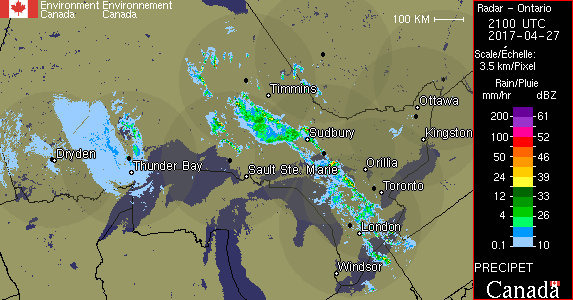 Environment Environnement
Canada Canada
100 KM
Timmins
Ottawa
Sudbury
Kingston
Dryden
Thunder Bay
Sault Ste. Marie
Orillia
Toronto
London
Windsor
Radar - Ontario
2100 UTC
2017-04-27
Scale/Échelle:
3.5 km/Pixel
Rain/Pluie
mm/hr dBZ
200 61
100 52
50 46
24 39
12 33
4 26
0.1 10
PRECIPET
Canada